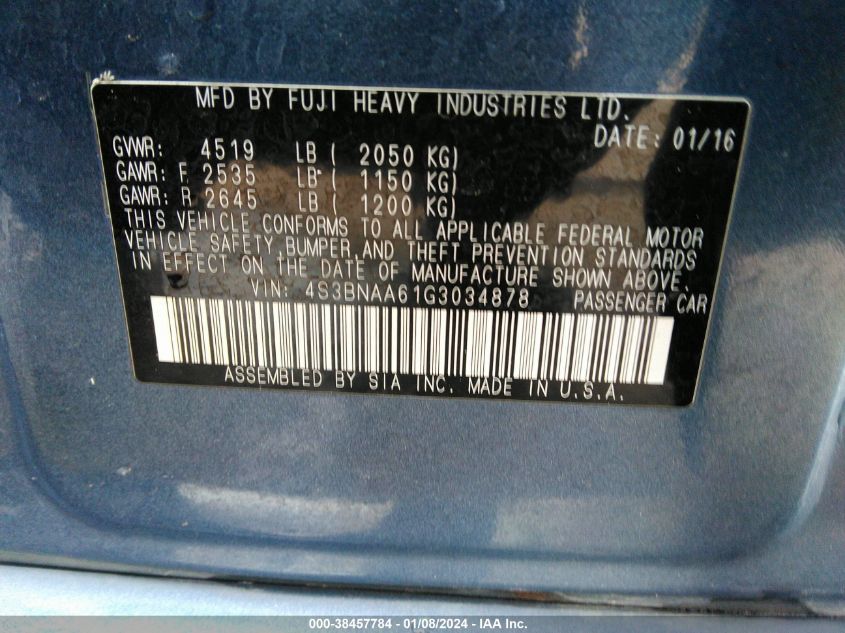 MFD BY FUJI HEAVY INDUSTRIES LTD.
DATE: 01/16
GVWR: 4519 LB ( 2050 KG)
GAWR: F 2535 LB ( 1150 KG)
GAWR: R 2645 LB ( 1200 KG)
THIS VEHICLE CONFORMS TO ALL APPLICABLE FEDERAL MOTOR
VEHICLE SAFETY, BUMPER, AND THEFT PREVENTION STANDARDS
IN EFFECT ON THE DATE OF MANUFACTURE SHOWN ABOVE.
VIN: 4S3BNAA61G3034878 PASSENGER CAR
ASSEMBLED BY SIA INC. MADE IN U.S.A.
000-38457784 - 01/08/2024 - IAA Inc.